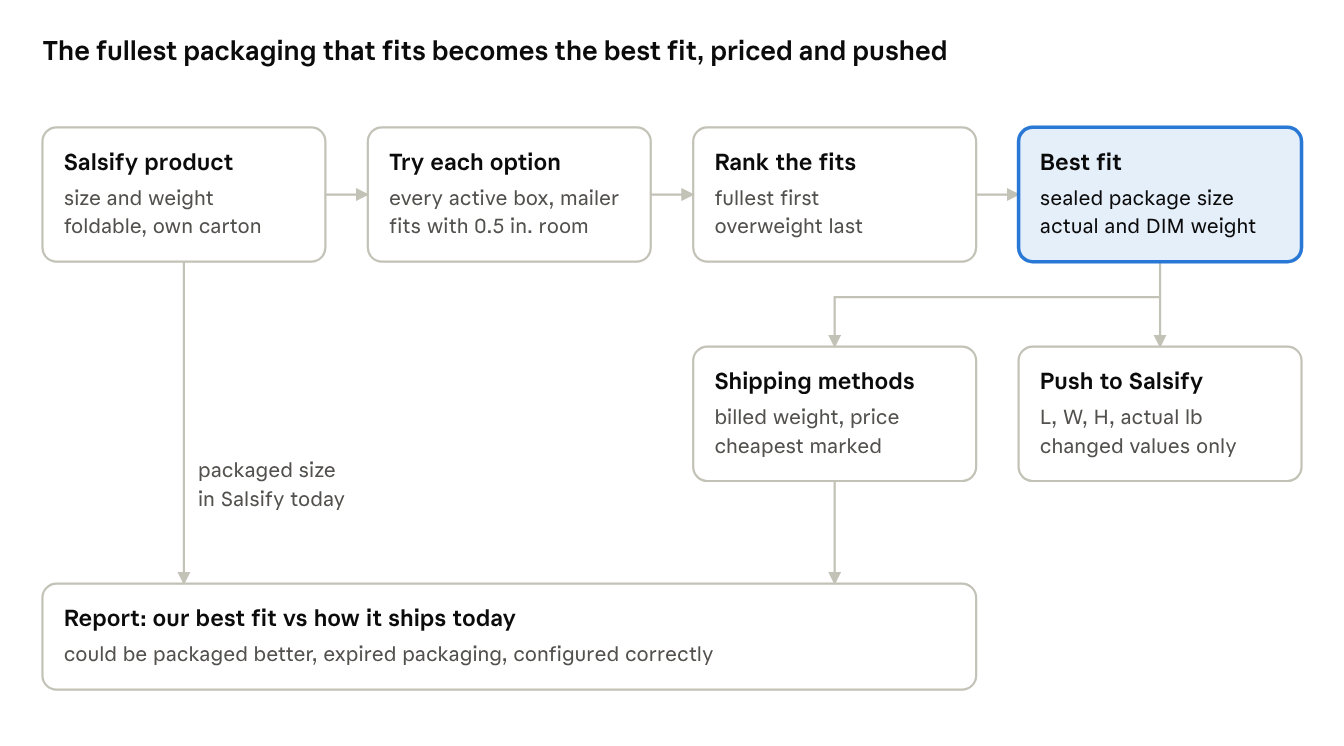 The fullest packaging that fits becomes the best fit, priced and pushed
Salsify product
size and weight
foldable, own carton
Try each option
every active box, mailer
fits with 0.5 in. room
Rank the fits
fullest first
overweight last
Best fit
sealed package size
actual and DIM weight
Shipping methods
billed weight, price
cheapest marked
Push to Salsify
L, W, H, actual lb
changed values only
packaged size
in Salsify today
Report: our best fit vs how it ships today
could be packaged better, expired packaging, configured correctly